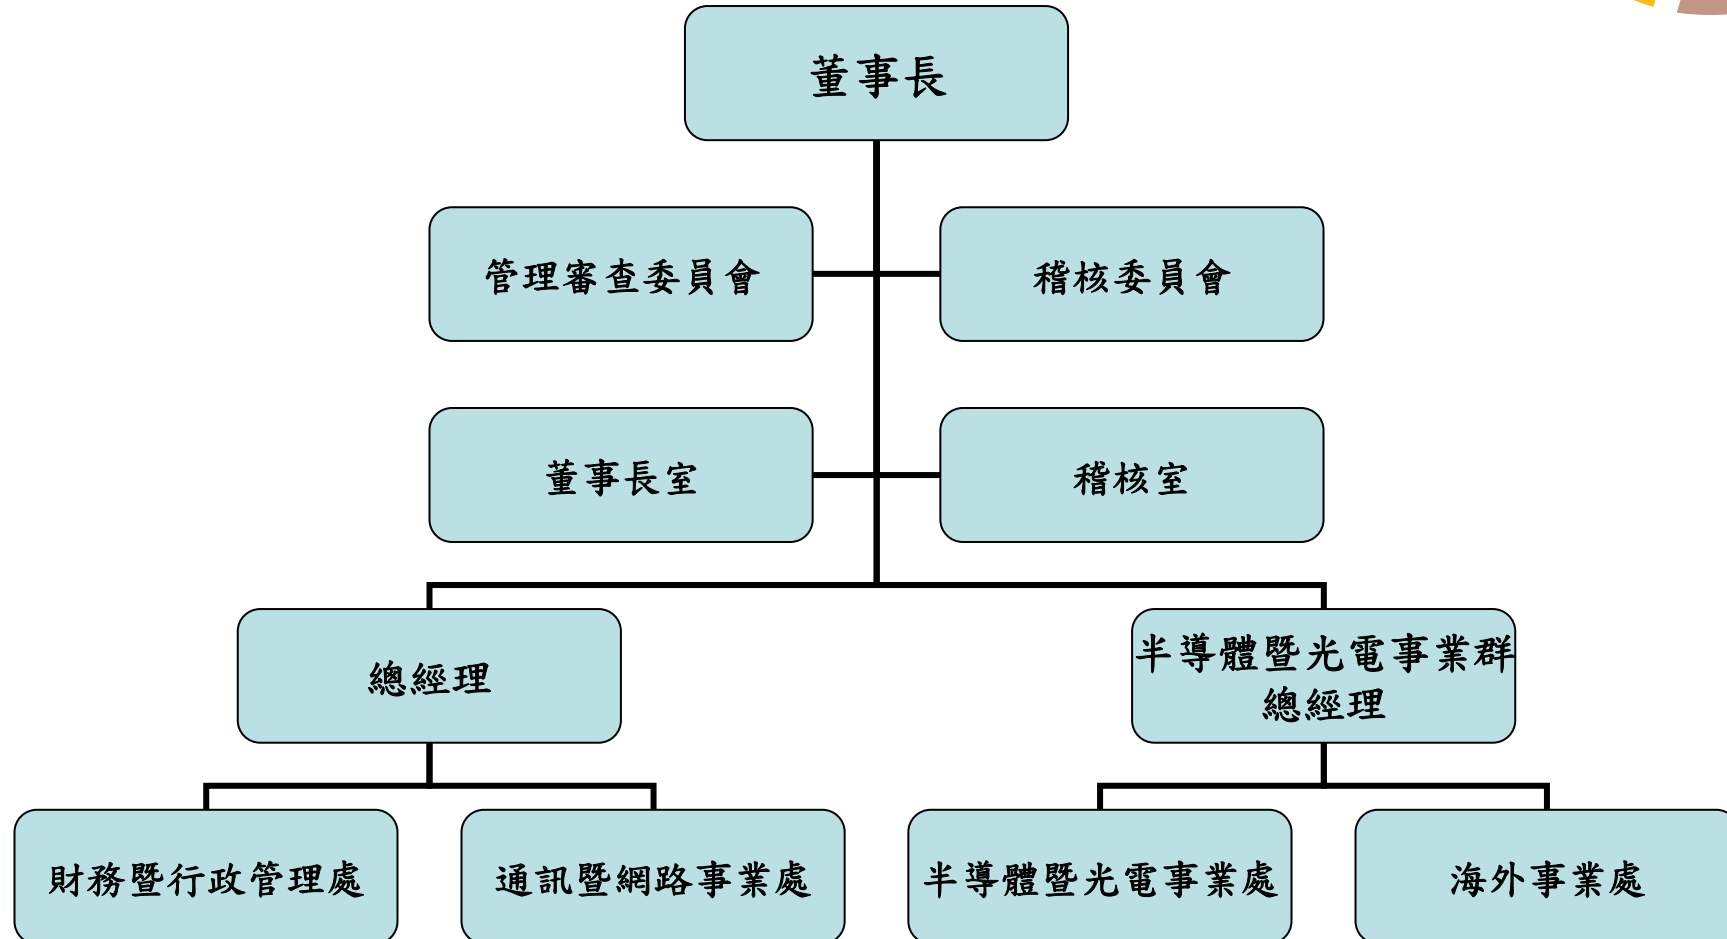 董事長
管理審查委員會
稽核委員會
董事長室
稽核室
總經理
半導體暨光電事業群
總經理
財務暨行政管理處
通訊暨網路事業處
半導體暨光電事業處
海外事業處